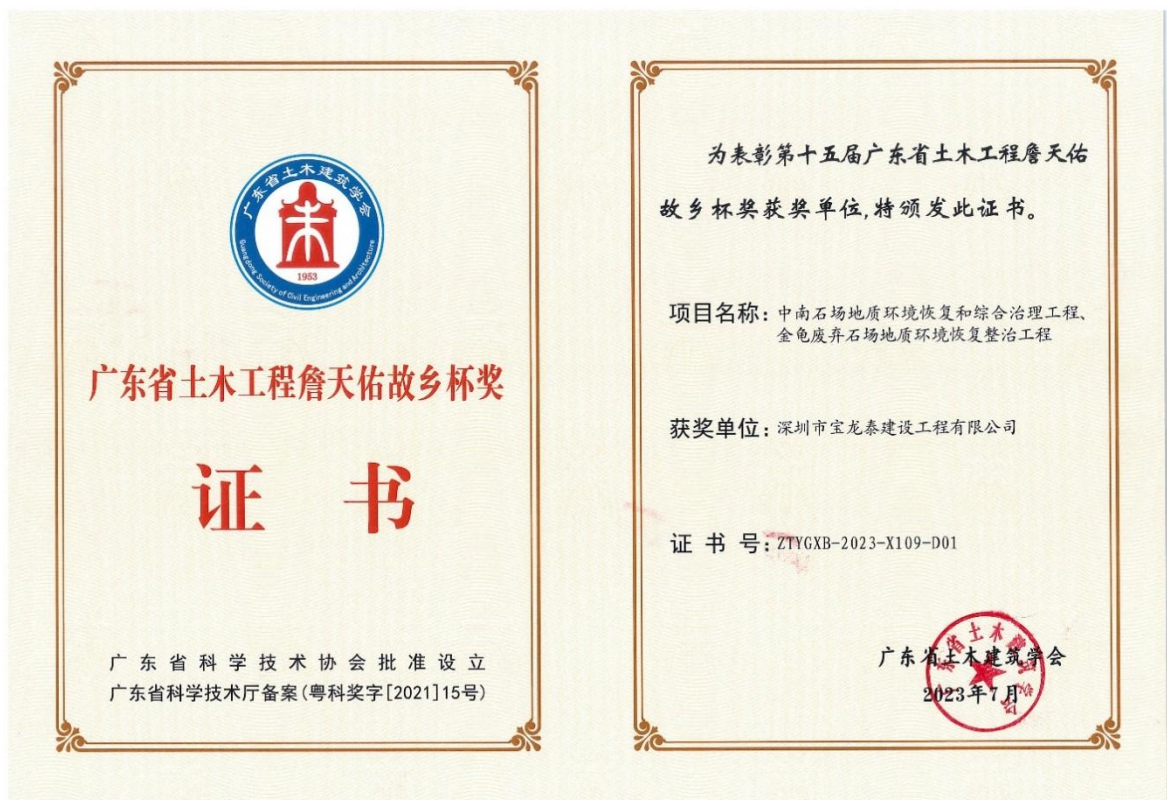 广东省土木建筑学会
1953
Guangdong Society of Civil Engineering and Architecture
广东省土木工程詹天佑故乡杯奖
证 书
广东省科学技术协会批准设立
广东省科学技术厅备案(粤科奖字[2021]15号)
为表彰第十五届广东省土木工程詹天佑
故乡杯奖获奖单位,特颁发此证书。
项目名称:中南石场地质环境恢复和综合治理工程、
金龟废弃石场地质环境恢复整治工程
获奖单位:深圳市宝龙泰建设工程有限公司
证 书 号:ZTYGXB-2023-X109-D01
广东省土木建筑学会
2023年7月
广东省土木建筑学会